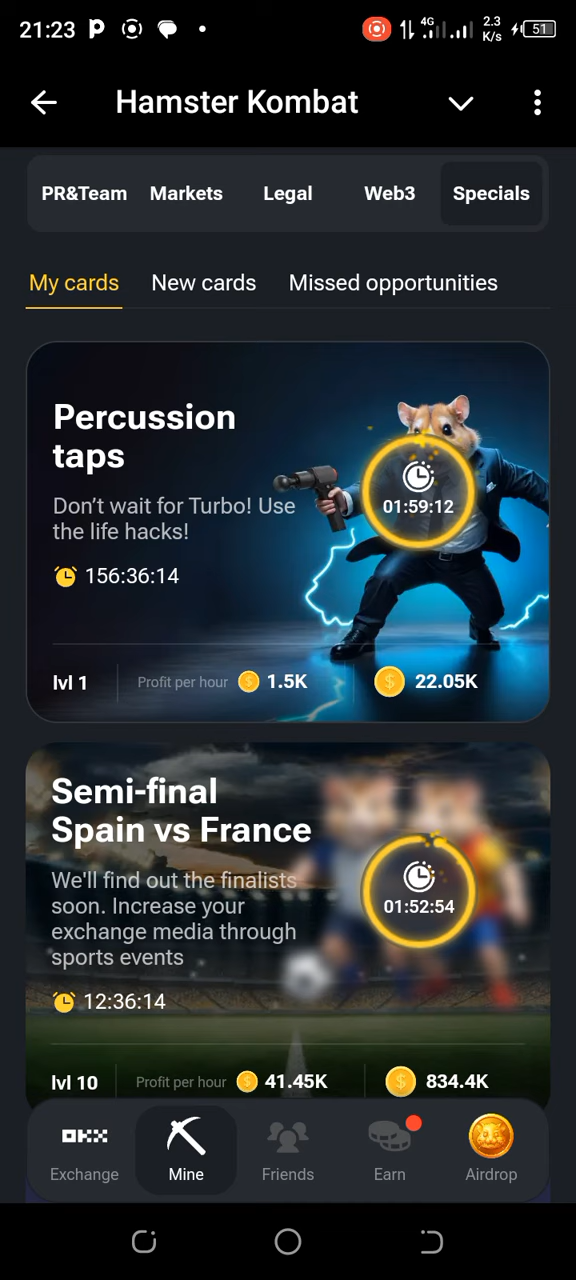 21:23
4G
2.3
K/s
51
Hamster Kombat
PR&Team Markets Legal Web3 Specials
My cards New cards Missed opportunities
Percussion
taps
Don’t wait for Turbo! Use
the life hacks!
01:59:12
156:36:14
lvl 1 Profit per hour 1.5K 22.05K
Semi-final
Spain vs France
We'll find out the finalists
soon. Increase your
exchange media through
sports events
01:52:54
12:36:14
lvl 10 Profit per hour 41.45K 834.4K
Exchange Mine Friends Earn Airdrop